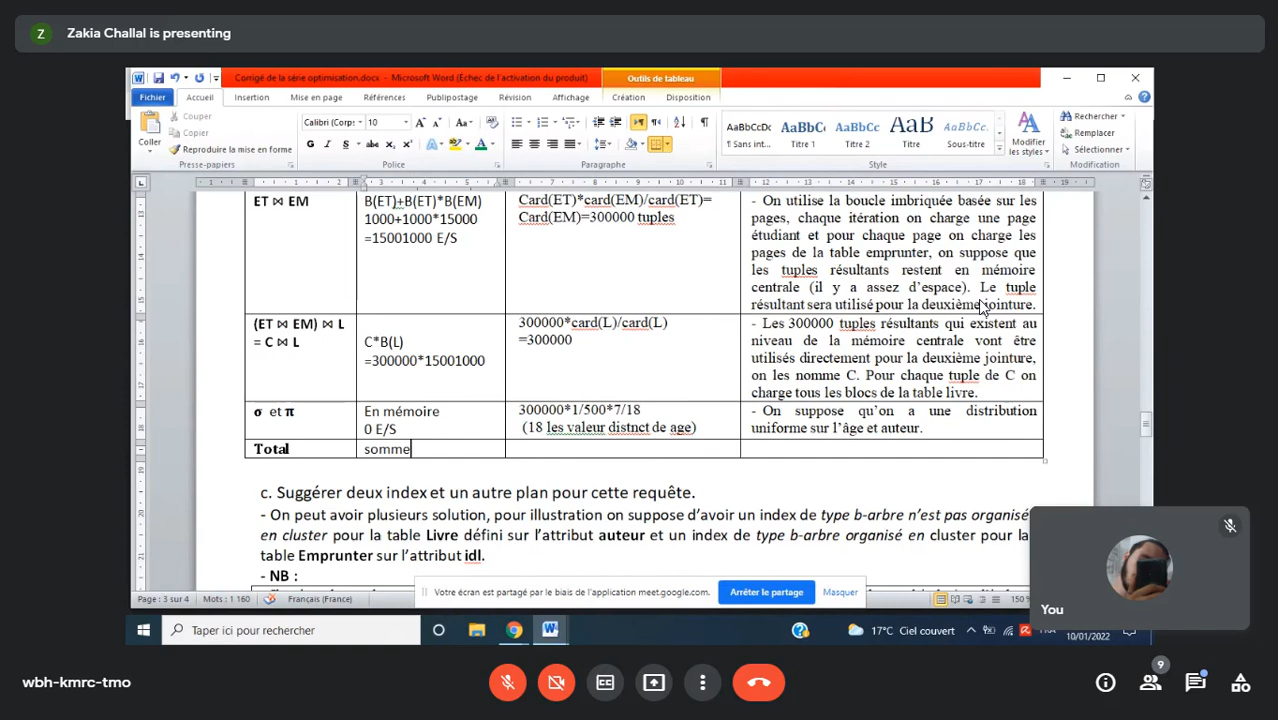 Z Zakia Challal is presenting
Corrigé de la série optimisation.docx - Microsoft Word (Échec de l'activation du produit)
Outils de tableau
Fichier Accueil Insertion Mise en page Références Publipostage Révision Affichage Création Disposition
Coller
Couper
Copier
Reproduire la mise en forme
Presse-papiers
Calibri (Corp: 10
G I S abc x₂ x²
Police
Paragraphe
AaBbCcDc AaBbC AaBbCc AaB AaBbCc.
¶ Sans int... Titre 1 Titre 2 Titre Sous-titre
Style
Modifier les styles
Rechercher
Remplacer
Sélectionner
Modification
ET ⋈ EM
B(ET)+B(ET)*B(EM)
1000+1000*15000
=15001000 E/S
Card(ET)*card(EM)/card(ET)=
Card(EM)=300000 tuples
- On utilise la boucle imbriquée basée sur les
pages, chaque itération on charge une page
étudiant et pour chaque page on charge les
pages de la table emprunter, on suppose que
les tuples résultants restent en mémoire
centrale (il y a assez d'espace). Le tuple
résultant sera utilisé pour la deuxième jointure.
(ET ⋈ EM) ⋈ L
= C ⋈ L
C*B(L)
=300000*15001000
300000*card(L)/card(L)
=300000
- Les 300000 tuples résultants qui existent au
niveau de la mémoire centrale vont être
utilisés directement pour la deuxième jointure,
on les nomme C. Pour chaque tuple de C on
charge tous les blocs de la table livre.
σ et π
En mémoire
0 E/S
300000*1/500*7/18
(18 les valeur distnct de age)
- On suppose qu'on a une distribution
uniforme sur l'âge et auteur.
Total
somme
c. Suggérer deux index et un autre plan pour cette requête.
- On peut avoir plusieurs solution, pour illustration on suppose d'avoir un index de type b-arbre n'est pas organisé
en cluster pour la table Livre défini sur l'attribut auteur et un index de type b-arbre organisé en cluster pour la
table Emprunter sur l'attribut idl.
- NB :
Votre écran est partagé par le biais de l'application meet.google.com. Arrêter le partage Masquer
Page : 3 sur 4 Mots : 1 160 Français (France)
Taper ici pour rechercher
17°C Ciel couvert
10/01/2022
You
wbh-kmrc-tmo
9